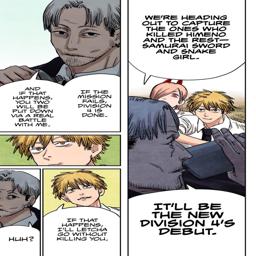 WE'RE HEADING
OUT TO CAPTURE
THE ONES WHO
KILLED HIMENO
AND THE REST—
SAMURAI SWORD
AND SNAKE
GIRL.
IT'LL BE
THE NEW
DIVISION 4'S
DEBUT.
IF THE
MISSION
FAILS,
DIVISION
4 IS
DONE.
AND
IF THAT
HAPPENS,
YOU TWO
WILL BE
PUT DOWN
VIA A REAL
BATTLE
WITH ME.
IF THAT
HAPPENS,
I'LL LETCHA
GO WITHOUT
KILLING YOU.
HUH?